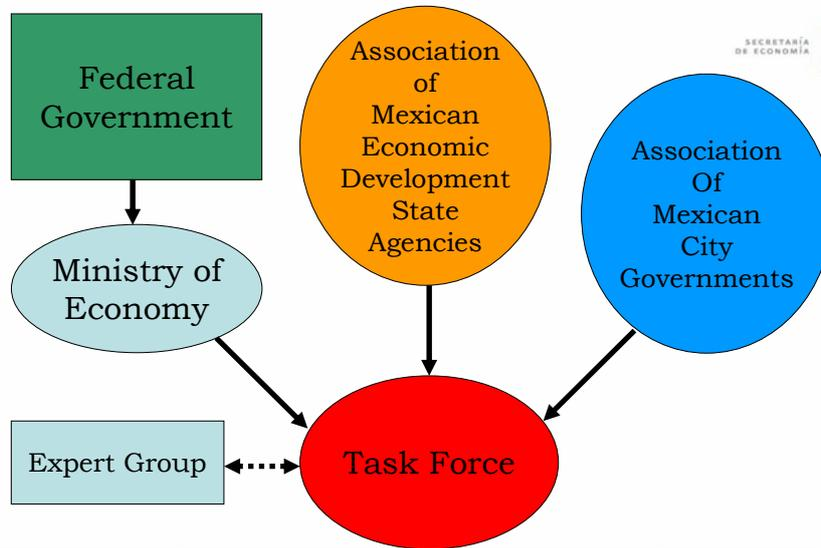 Federal
Government
Association
of
Mexican
Economic
Development
State
Agencies
SECRETARÍA
DE ECONOMÍA
Association
Of
Mexican
City
Governments
Ministry of
Economy
Expert Group
Task Force